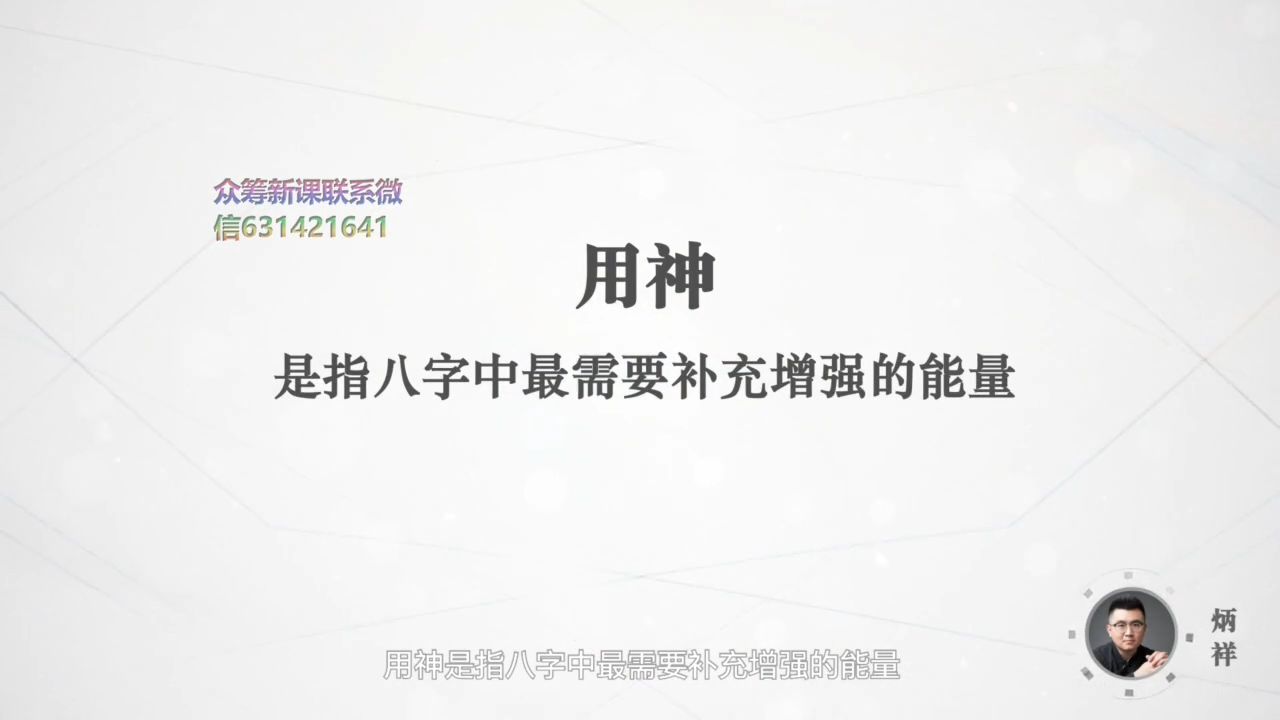 众筹新课联系微
信631421641
用神
是指八字中最需要补充增强的能量
炳祥
用神是指八字中最需要补充增强的能量